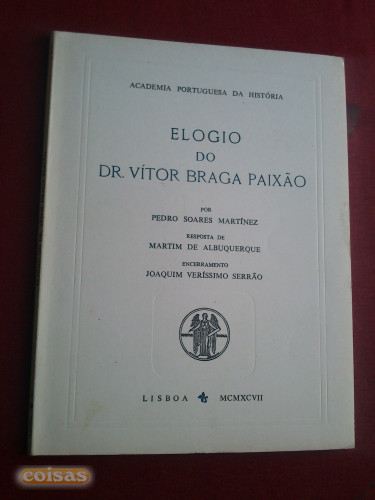 ACADEMIA PORTUGUESA DA HISTÓRIA
ELOGIO
DO
DR. VÍTOR BRAGA PAIXÃO
POR
PEDRO SOARES MARTÍNEZ
RESPOSTA DE
MARTIM DE ALBUQUERQUE
ENCERRAMENTO
JOAQUIM VERÍSSIMO SERRÃO
LISBOA MCMXCVII
coisas